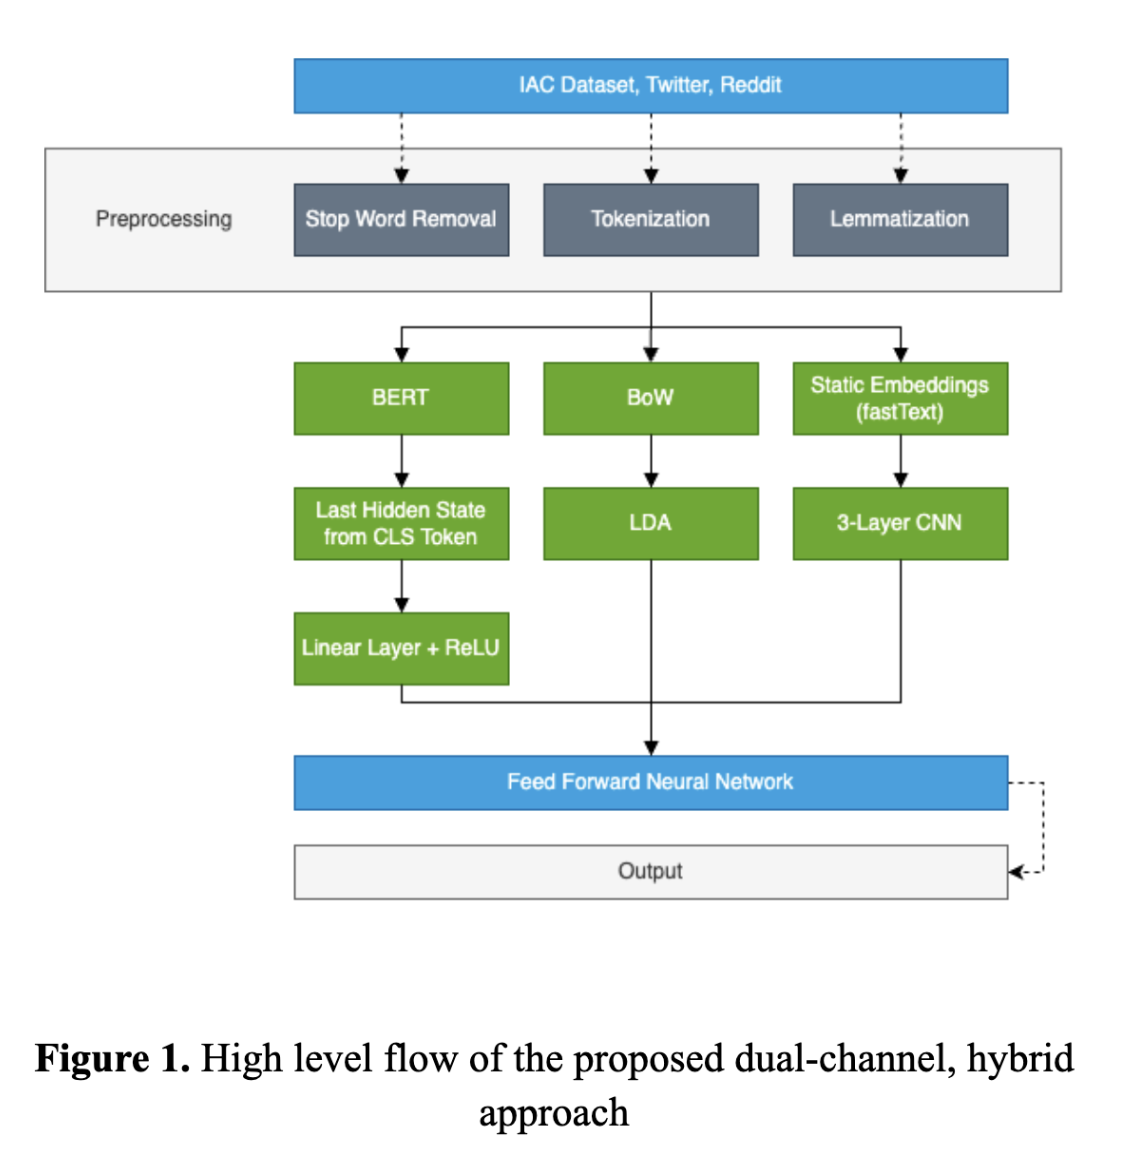 IAC Dataset, Twitter, Reddit
Preprocessing
Stop Word Removal
Tokenization
Lemmatization
BERT
BoW
Static Embeddings
(fastText)
Last Hidden State
from CLS Token
LDA
3-Layer CNN
Linear Layer + ReLU
Feed Forward Neural Network
Output
Figure 1. High level flow of the proposed dual-channel, hybrid
approach